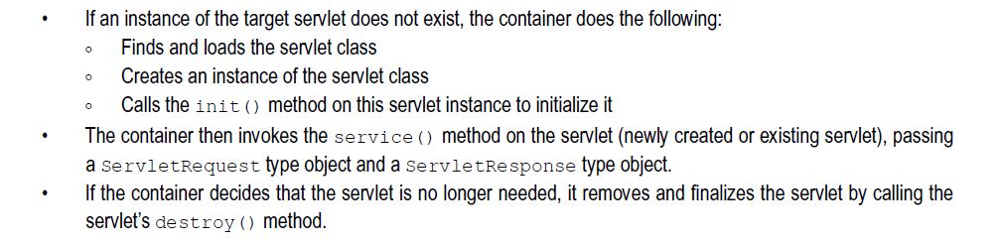 • If an instance of the target servlet does not exist, the container does the following:
○ Finds and loads the servlet class
○ Creates an instance of the servlet class
○ Calls the init() method on this servlet instance to initialize it
• The container then invokes the service() method on the servlet (newly created or existing servlet), passing
a ServletRequest type object and a ServletResponse type object.
• If the container decides that the servlet is no longer needed, it removes and finalizes the servlet by calling the
servlet's destroy() method.